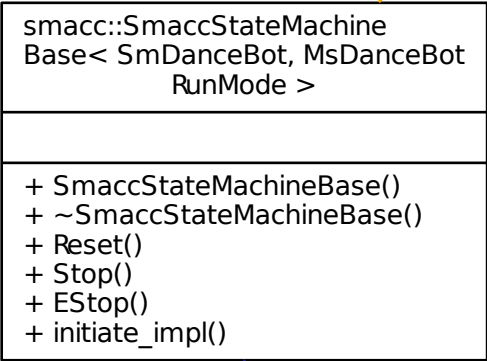 smacc::SmaccStateMachine
Base< SmDanceBot, MsDanceBot
RunMode >
+ SmaccStateMachineBase()
+ ~SmaccStateMachineBase()
+ Reset()
+ Stop()
+ EStop()
+ initiate_impl()